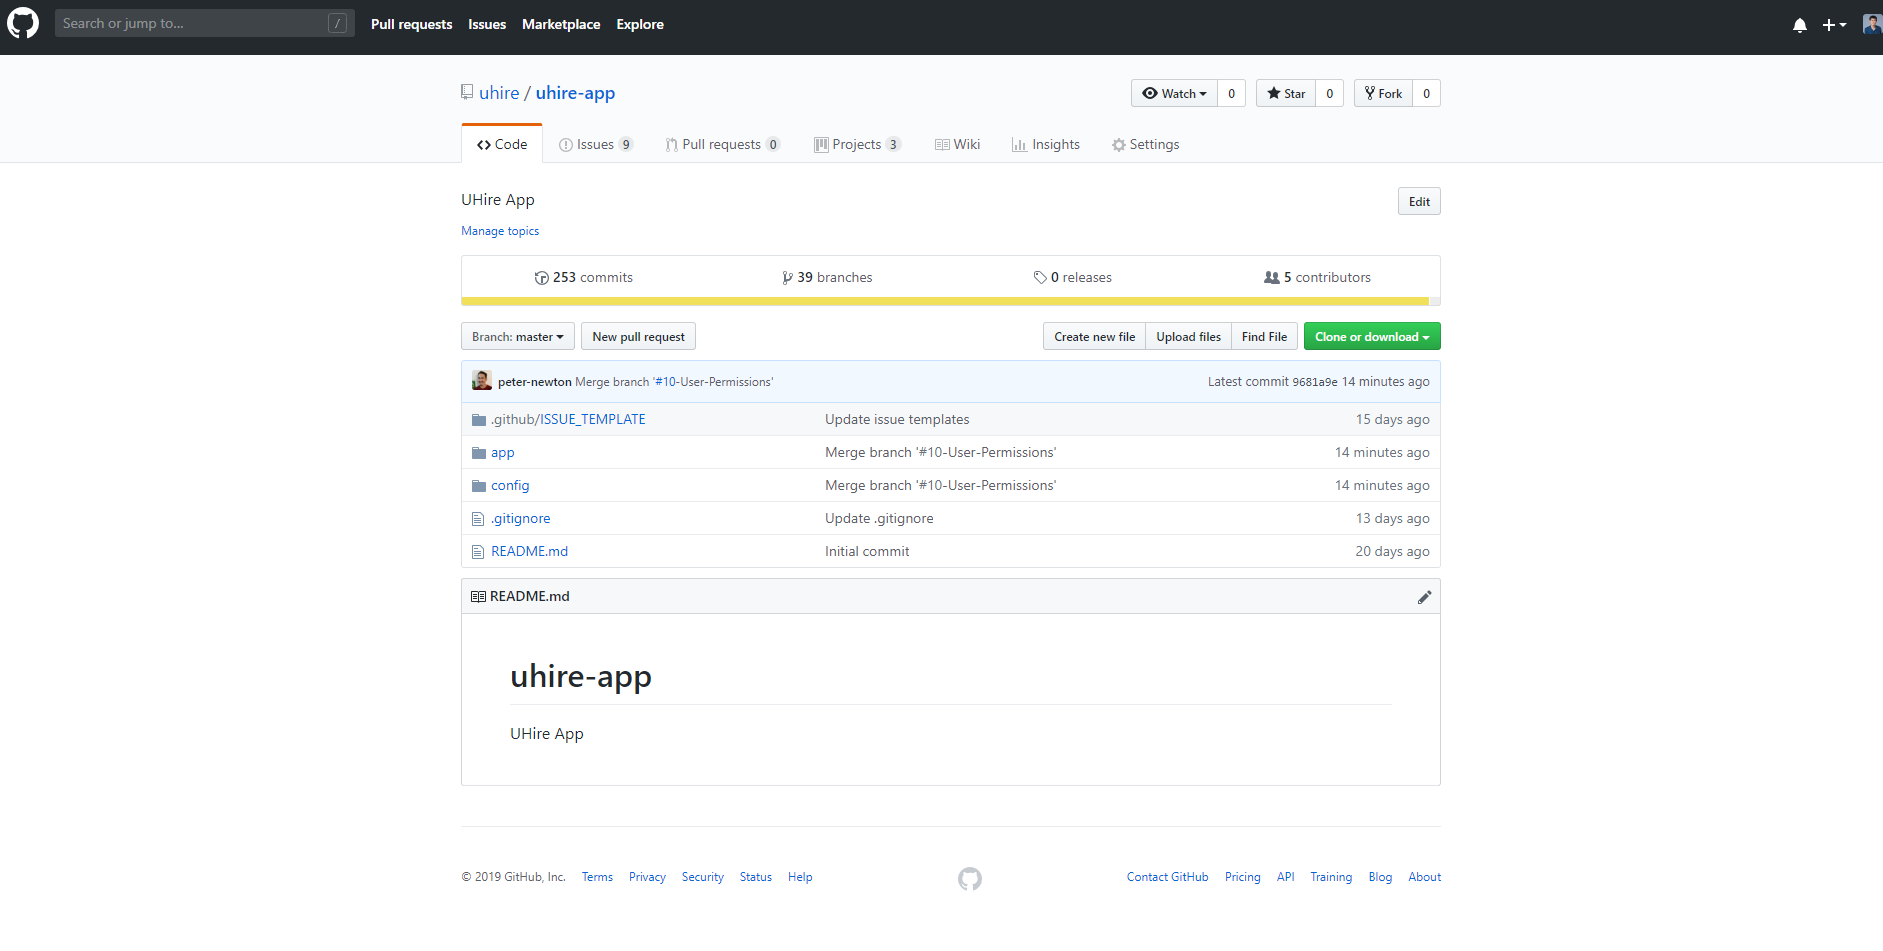 Search or jump to... / Pull requests Issues Marketplace Explore
uhire / uhire-app Watch 0 Star 0 Fork 0
Code Issues 9 Pull requests 0 Projects 3 Wiki Insights Settings
UHire App Edit
Manage topics
253 commits 39 branches 0 releases 5 contributors
Branch: master New pull request Create new file Upload files Find File Clone or download
peter-newton Merge branch '#10-User-Permissions' Latest commit 9681a9e 14 minutes ago
.github/ISSUE_TEMPLATE Update issue templates 15 days ago
app Merge branch '#10-User-Permissions' 14 minutes ago
config Merge branch '#10-User-Permissions' 14 minutes ago
.gitignore Update .gitignore 13 days ago
README.md Initial commit 20 days ago
README.md
uhire-app
UHire App
© 2019 GitHub, Inc. Terms Privacy Security Status Help Contact GitHub Pricing API Training Blog About